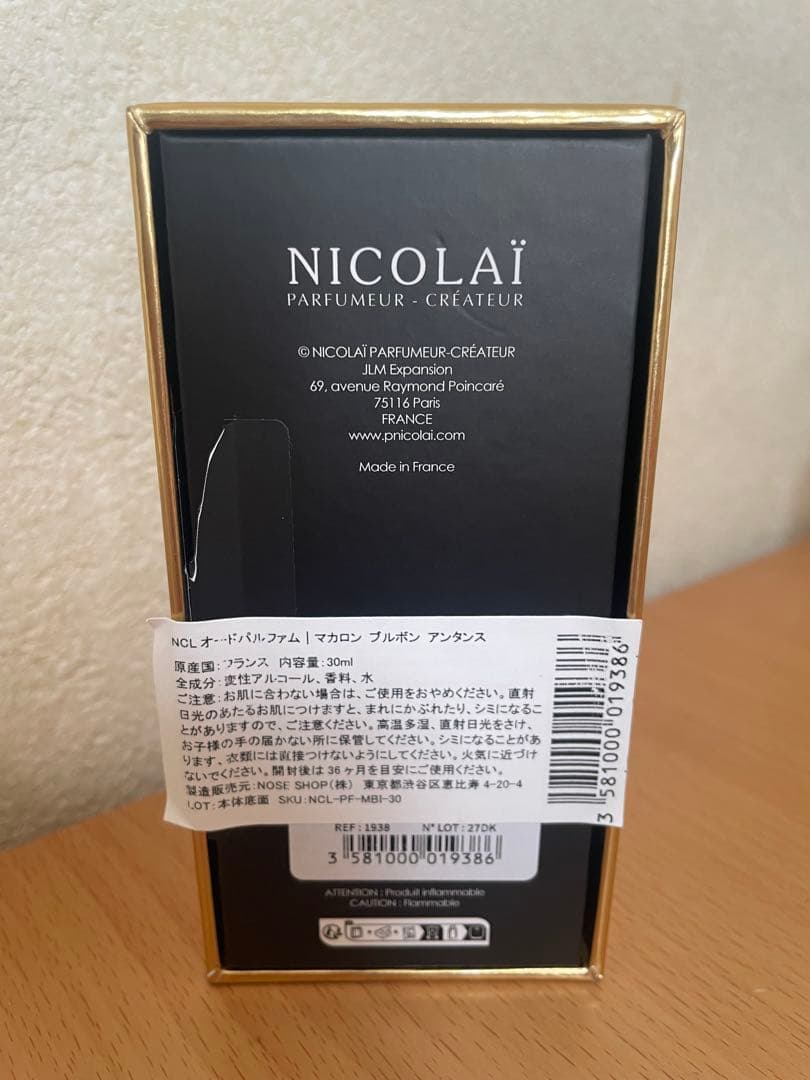 NICOLAÏ
PARFUMEUR - CRÉATEUR
© NICOLAÏ PARFUMEUR-CRÉATEUR
JLM Expansion
69, avenue Raymond Poincaré
75116 Paris
FRANCE
www.pnicolai.com
Made in France
NCL オードパルファム | マカロン ブルボン アンタンス
原産国:フランス 内容量:30ml
全成分:変性アルコール、香料、水
ご注意:お肌に合わない場合は、ご使用をおやめください。直射
日光のあたるお肌につけますと、まれにかぶれたり、シミになるこ
とがありますので、ご注意ください。高温多湿、直射日光をさけ、
お子様の手の届かない所に保管してください。シミになることがあ
ります、衣類には直接つけないようにしてください。火気に近づけ
ないでください。開封後は36ヶ月を目安にご使用ください。
製造販売元:NOSE SHOP(株) 東京都渋谷区恵比寿 4-20-4
LOT:本体底面 SKU:NCL-PF-MBI-30
3 581000 019386
REF : 1938 N° LOT : 27DK
3 581000 019386
ATTENTION : Produit inflammable
CAUTION : Flammable